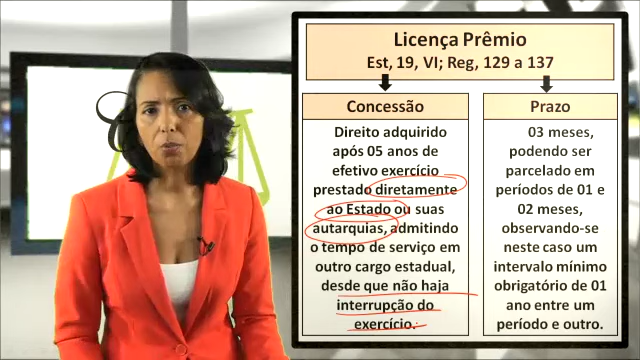 Licença Prêmio
Est, 19, VI; Reg, 129 a 137
Concessão
Direito adquirido
após 05 anos de
efetivo exercício
prestado diretamente
ao Estado ou suas
autarquias, admitindo
o tempo de serviço em
outro cargo estadual,
desde que não haja
interrupção do
exercício.
Prazo
03 meses,
podendo ser
parcelado em
períodos de 01 e
02 meses,
observando-se
neste caso um
intervalo mínimo
obrigatório de 01
ano entre um
período e outro.